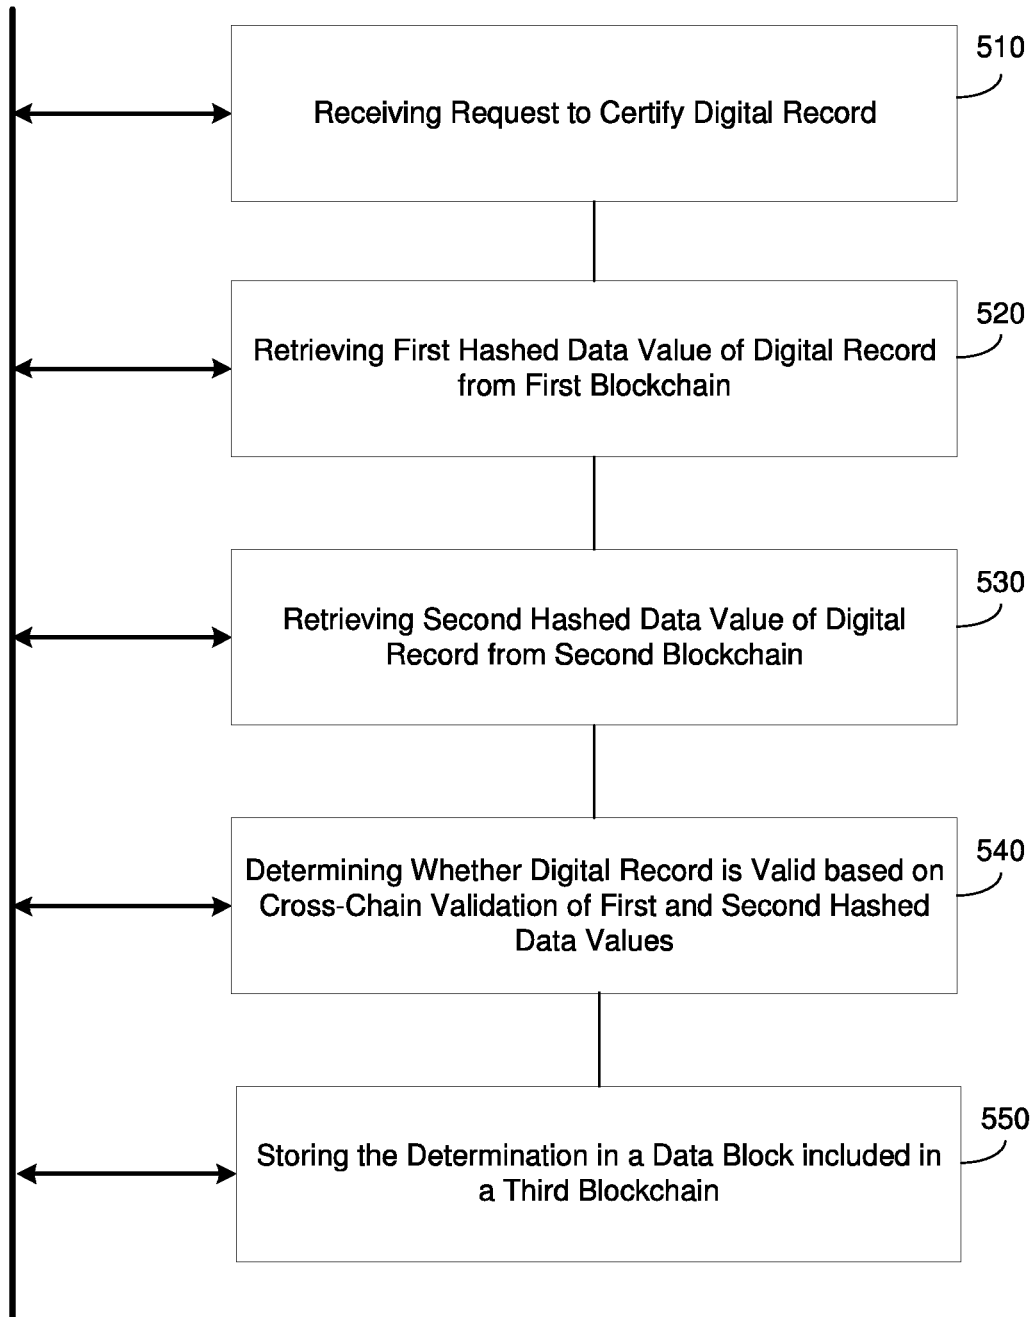 510
Receiving Request to Certify Digital Record
520
Retrieving First Hashed Data Value of Digital Record
from First Blockchain
530
Retrieving Second Hashed Data Value of Digital
Record from Second Blockchain
540
Determining Whether Digital Record is Valid based on
Cross-Chain Validation of First and Second Hashed
Data Values
550
Storing the Determination in a Data Block included in
a Third Blockchain